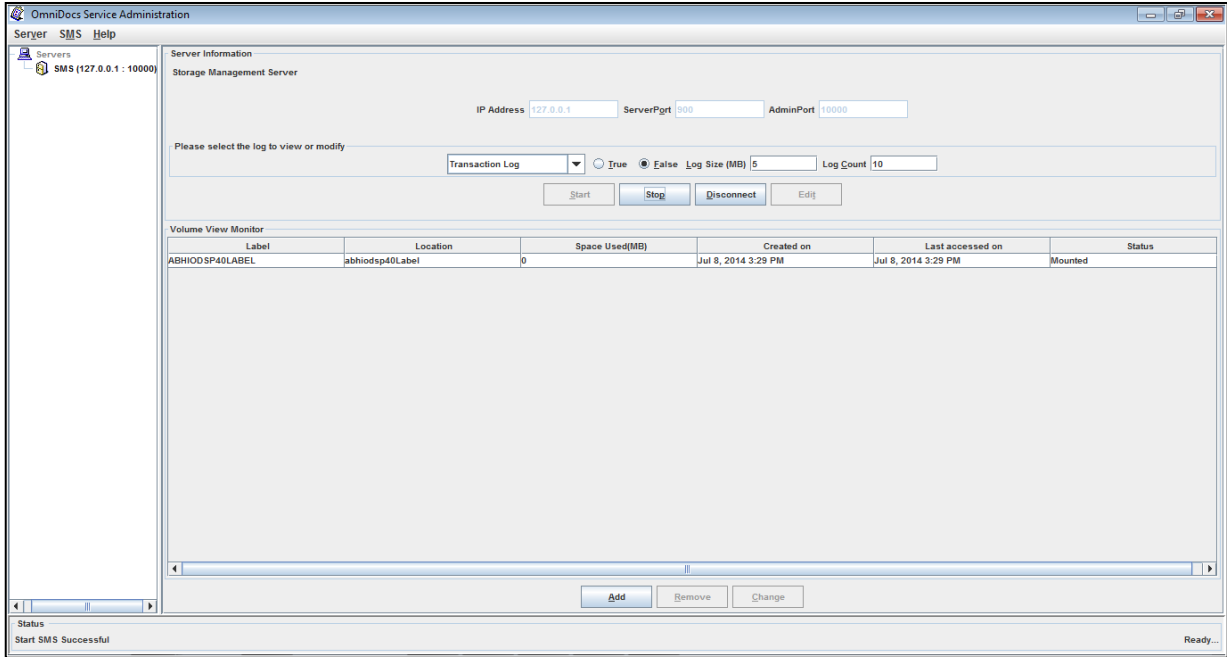 OmniDocs Service Administration
Server SMS Help
Servers
SMS (127.0.0.1 : 10000)
Server Information
Storage Management Server
IP Address 127.0.0.1 ServerPort 900 AdminPort 10000
Please select the log to view or modify
Transaction Log True False Log Size (MB) 5 Log Count 10
Start Stop Disconnect Edit
Volume View Monitor
Label Location Space Used(MB) Created on Last accessed on Status
ABHIODSP40LABEL abhiodsp40Label 0 Jul 8, 2014 3:29 PM Jul 8, 2014 3:29 PM Mounted
Add Remove Change
Status
Start SMS Successful Ready...